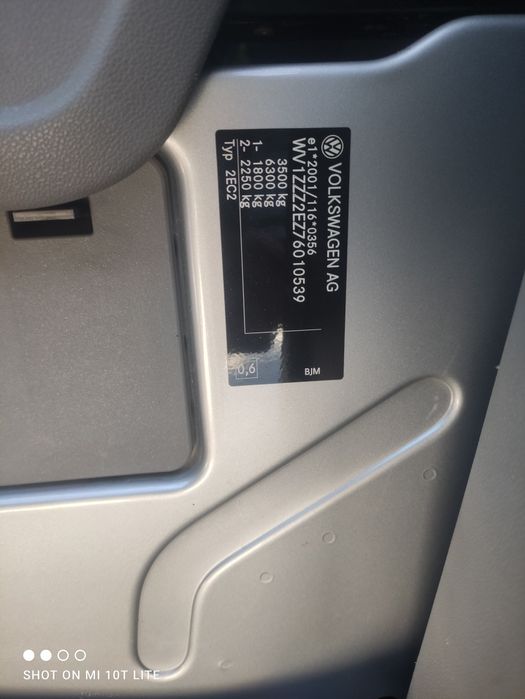 VOLKSWAGEN AG
e1*2001/116*0356
WV1ZZZ2EZ76010539
3500 kg
6300 kg
1- 1800 kg
2- 2250 kg
Typ 2EC2
0,6
BJM
SHOT ON MI 10T LITE